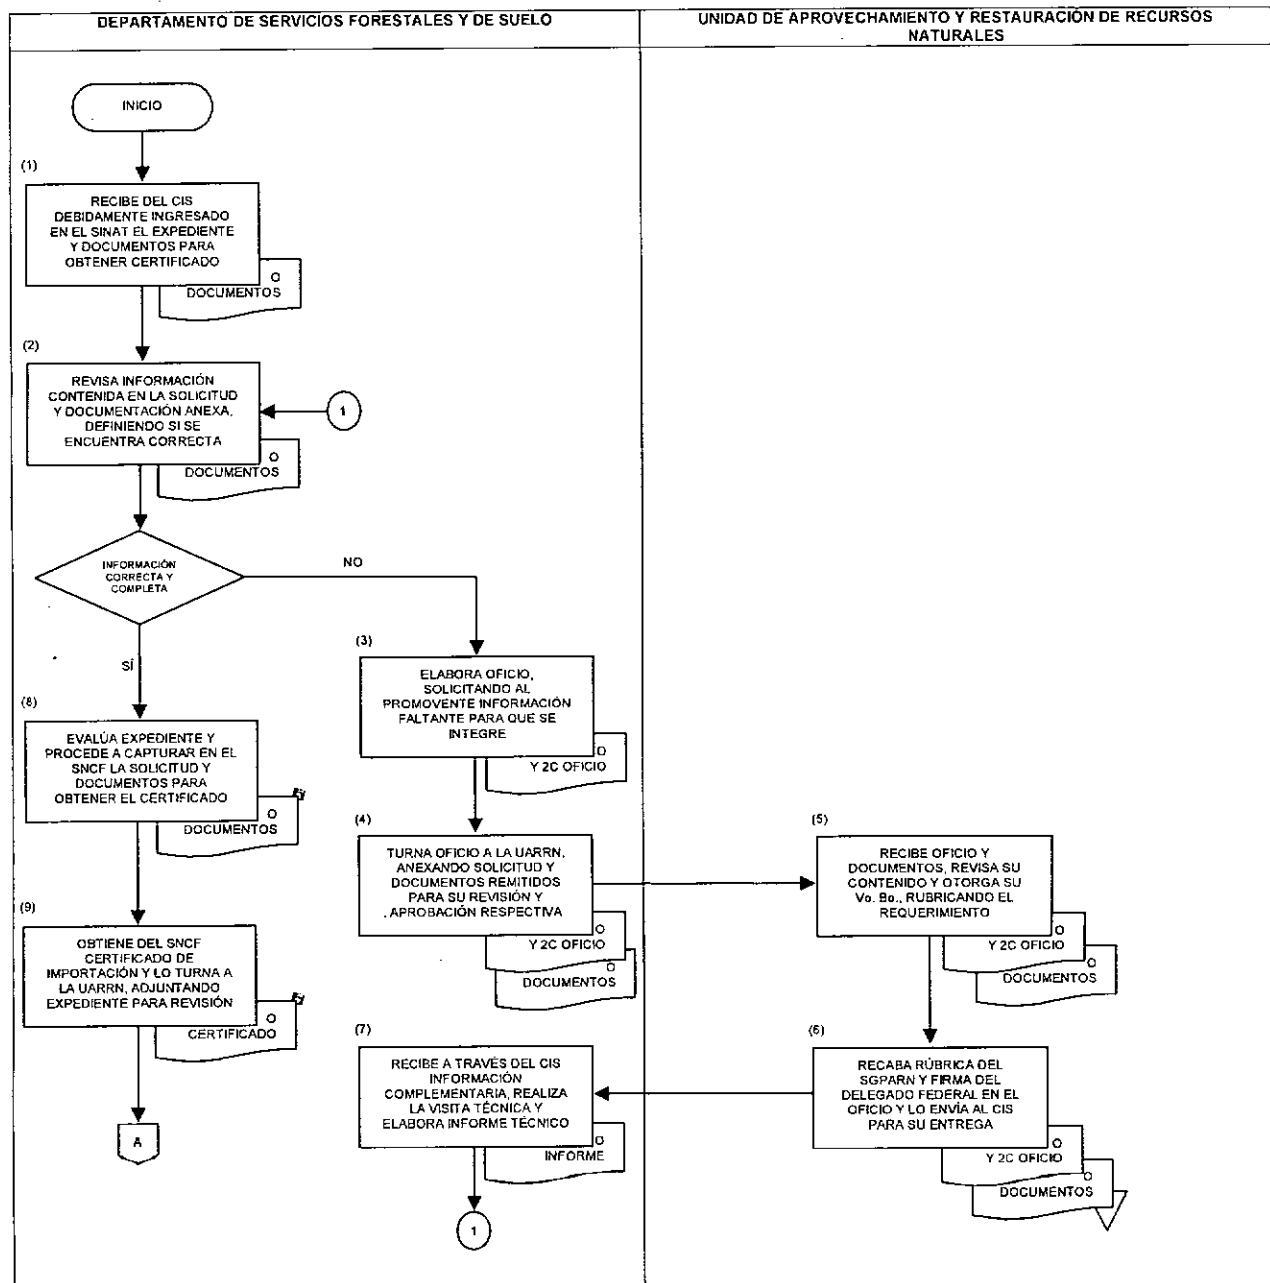 DEPARTAMENTO DE SERVICIOS FORESTALES Y DE SUELO
UNIDAD DE APROVECHAMIENTO Y RESTAURACIÓN DE RECURSOS
NATURALES
INICIO
(1)
RECIBE DEL CIS
DEBIDAMENTE INGRESADO
EN EL SINAT EL EXPEDIENTE
Y DOCUMENTOS PARA
OBTENER CERTIFICADO
O
DOCUMENTOS
(2)
REVISA INFORMACIÓN
CONTENIDA EN LA SOLICITUD
Y DOCUMENTACIÓN ANEXA,
DEFINIENDO SI SE
ENCUENTRA CORRECTA
1
O
DOCUMENTOS
INFORMACIÓN
CORRECTA Y
COMPLETA
NO
SÍ
(3)
ELABORA OFICIO,
SOLICITANDO AL
PROMOVENTE INFORMACIÓN
FALTANTE PARA QUE SE
INTEGRE
O
Y 2C OFICIO
(8)
EVALÚA EXPEDIENTE Y
PROCEDE A CAPTURAR EN EL
SNCF LA SOLICITUD Y
DOCUMENTOS PARA
OBTENER EL CERTIFICADO
O
DOCUMENTOS
(4)
TURNA OFICIO A LA UARRN,
ANEXANDO SOLICITUD Y
DOCUMENTOS REMITIDOS
PARA SU REVISIÓN Y
APROBACIÓN RESPECTIVA
O
Y 2C OFICIO
O
DOCUMENTOS
(5)
RECIBE OFICIO Y
DOCUMENTOS, REVISA SU
CONTENIDO Y OTORGA SU
Vo. Bo., RUBRICANDO EL
REQUERIMIENTO
O
Y 2C OFICIO
O
DOCUMENTOS
(9)
OBTIENE DEL SNCF
CERTIFICADO DE
IMPORTACIÓN Y LO TURNA A
LA UARRN, ADJUNTANDO
EXPEDIENTE PARA REVISIÓN
O
CERTIFICADO
A
(7)
RECIBE A TRAVÉS DEL CIS
INFORMACIÓN
COMPLEMENTARIA, REALIZA
LA VISITA TÉCNICA Y
ELABORA INFORME TÉCNICO
O
INFORME
1
(6)
RECABA RÚBRICA DEL
SGPARN Y FIRMA DEL
DELEGADO FEDERAL EN EL
OFICIO Y LO ENVÍA AL CIS
PARA SU ENTREGA
O
Y 2C OFICIO
O
DOCUMENTOS